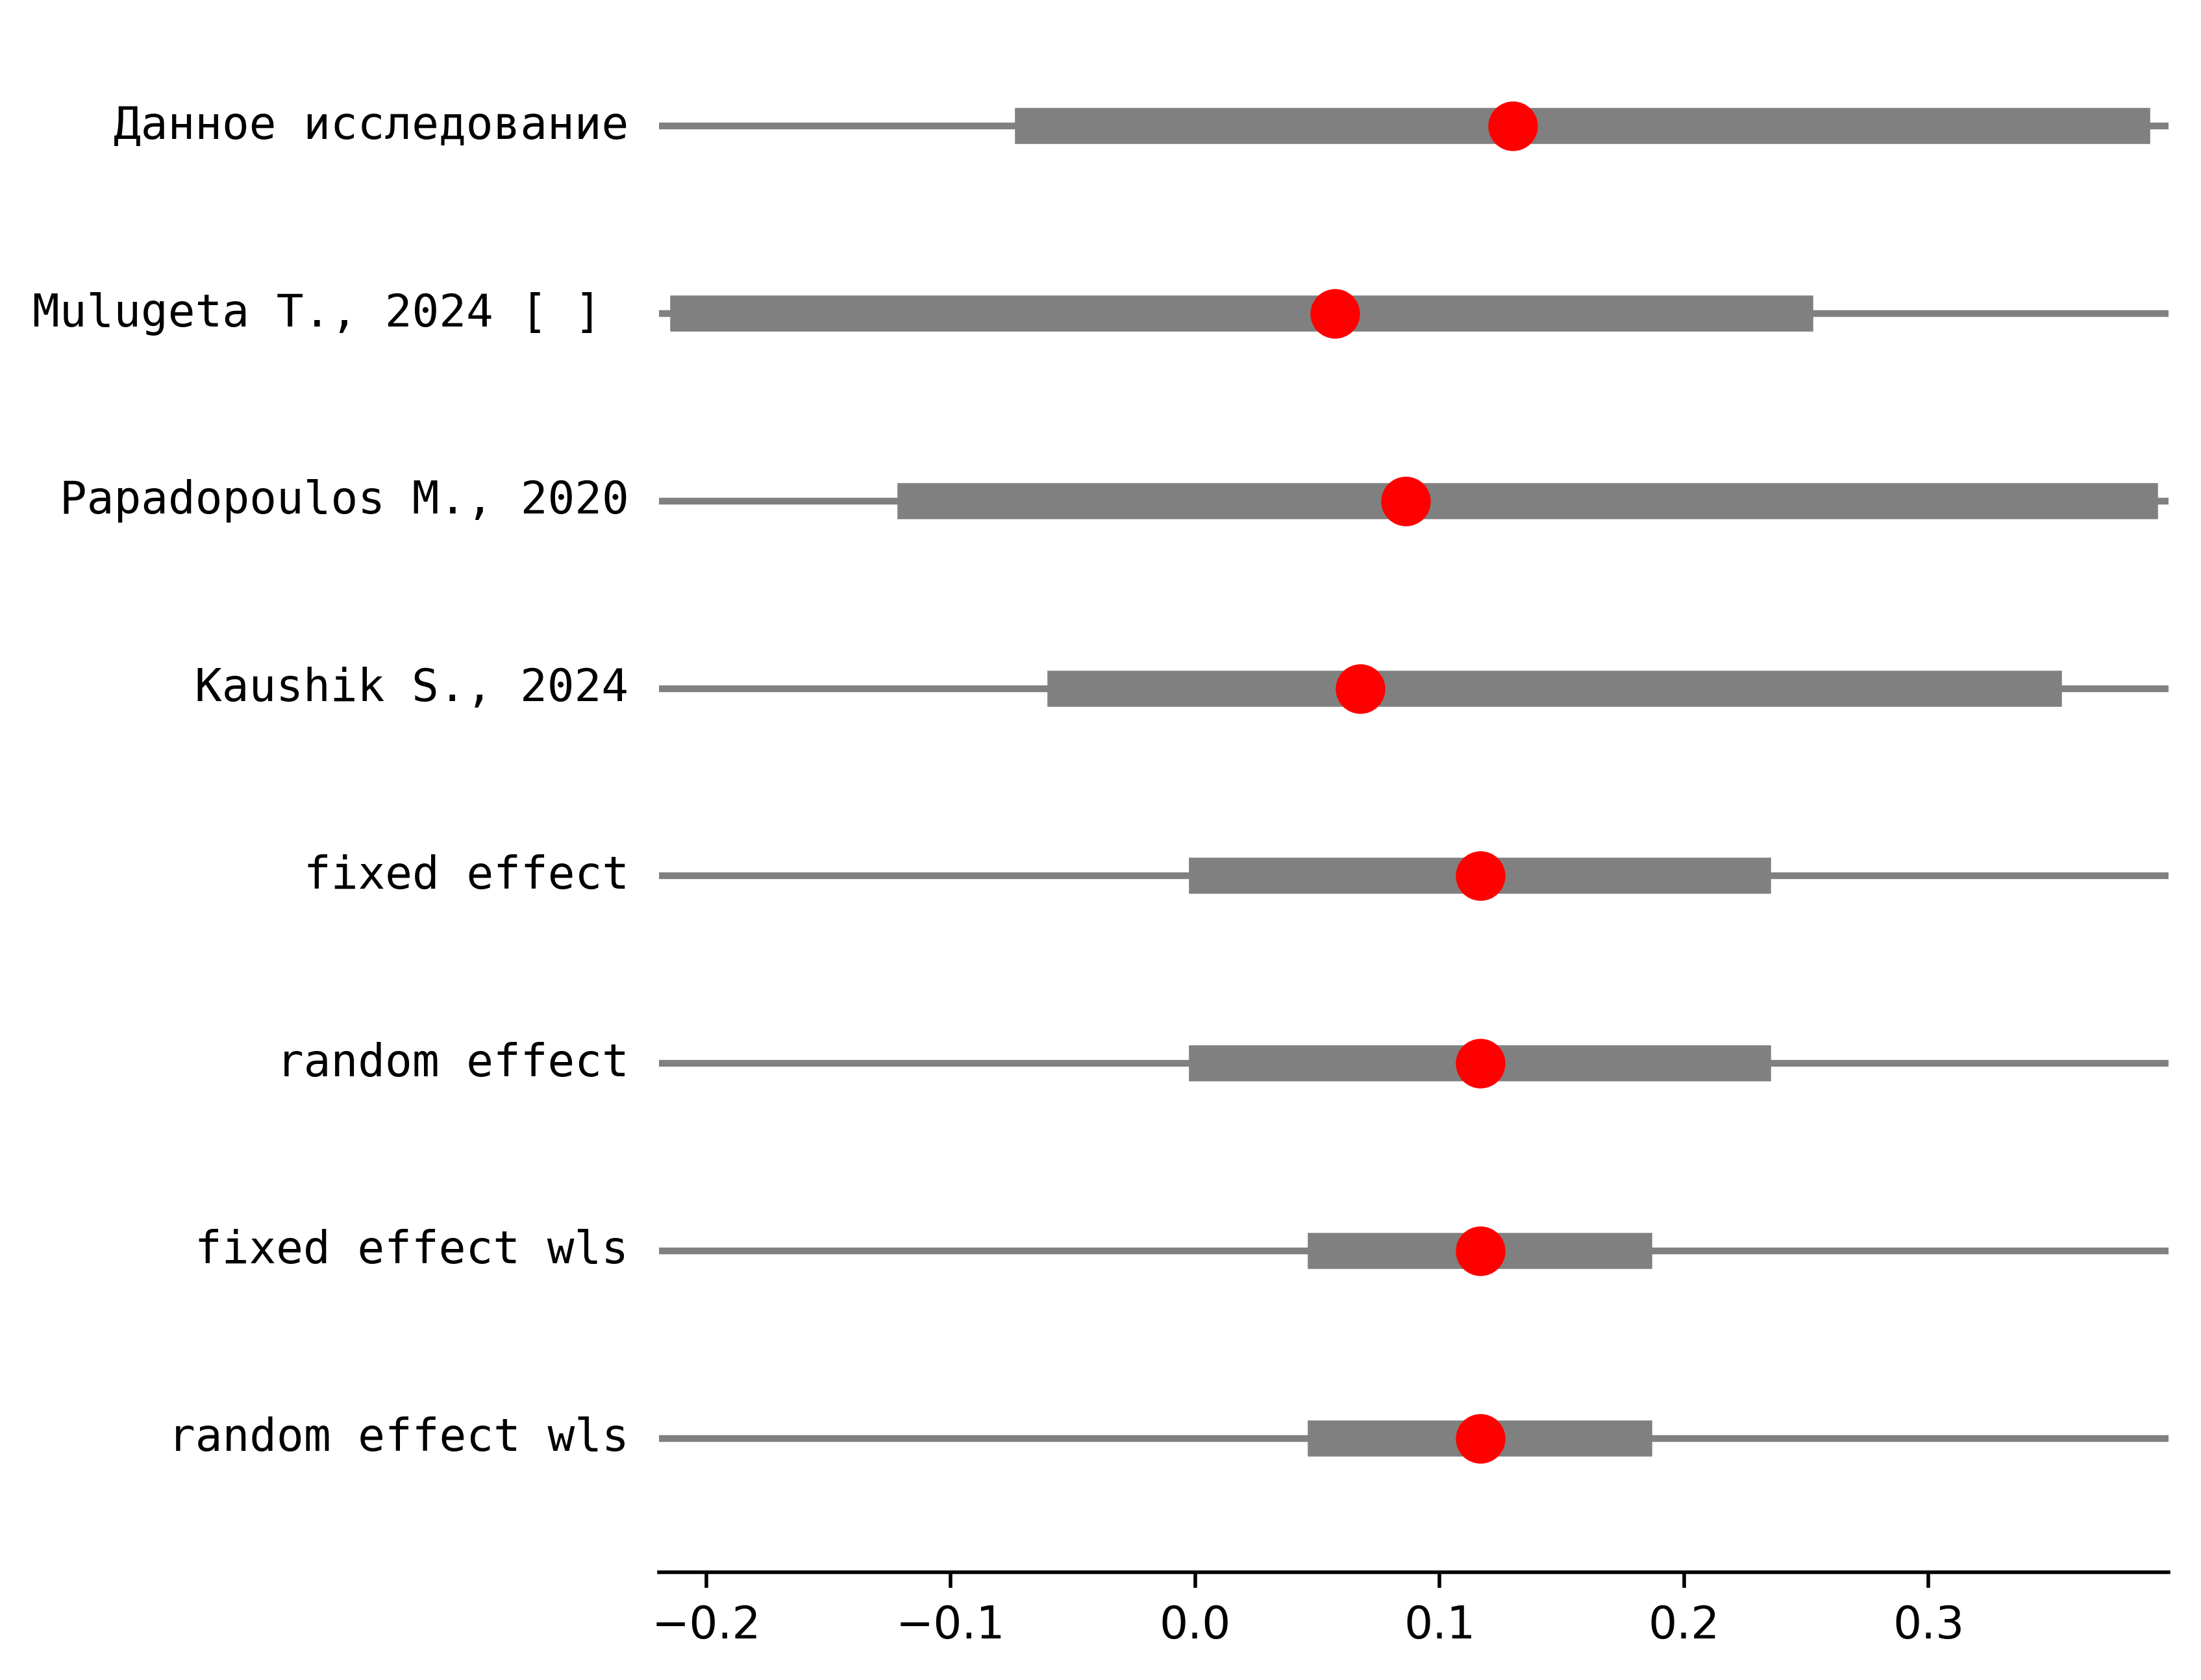 Данное исследование
Mulugeta T., 2024 [ ]
Papadopoulos M., 2020
Kaushik S., 2024
fixed effect
random effect
fixed effect wls
random effect wls
−0.2 −0.1 0.0 0.1 0.2 0.3